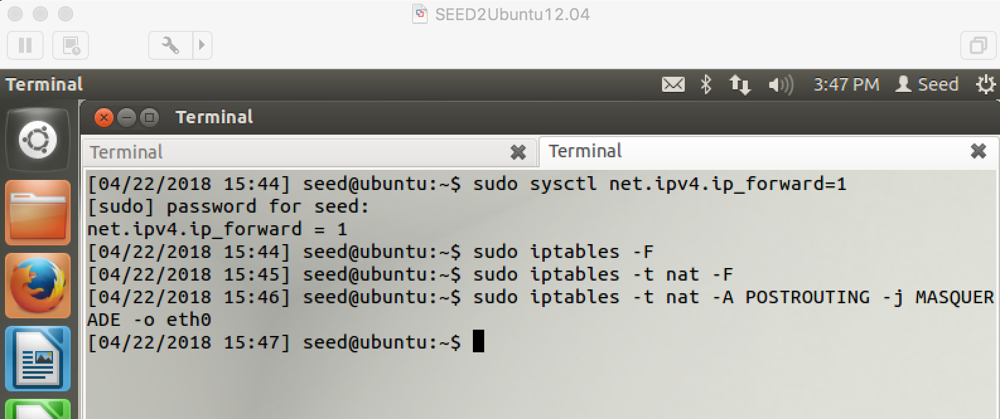 SEED2Ubuntu12.04
Terminal
3:47 PM
Seed
Terminal
Terminal
Terminal
[04/22/2018 15:44] seed@ubuntu:~$ sudo sysctl net.ipv4.ip_forward=1
[sudo] password for seed:
net.ipv4.ip_forward = 1
[04/22/2018 15:44] seed@ubuntu:~$ sudo iptables -F
[04/22/2018 15:45] seed@ubuntu:~$ sudo iptables -t nat -F
[04/22/2018 15:46] seed@ubuntu:~$ sudo iptables -t nat -A POSTROUTING -j MASQUER
ADE -o eth0
[04/22/2018 15:47] seed@ubuntu:~$